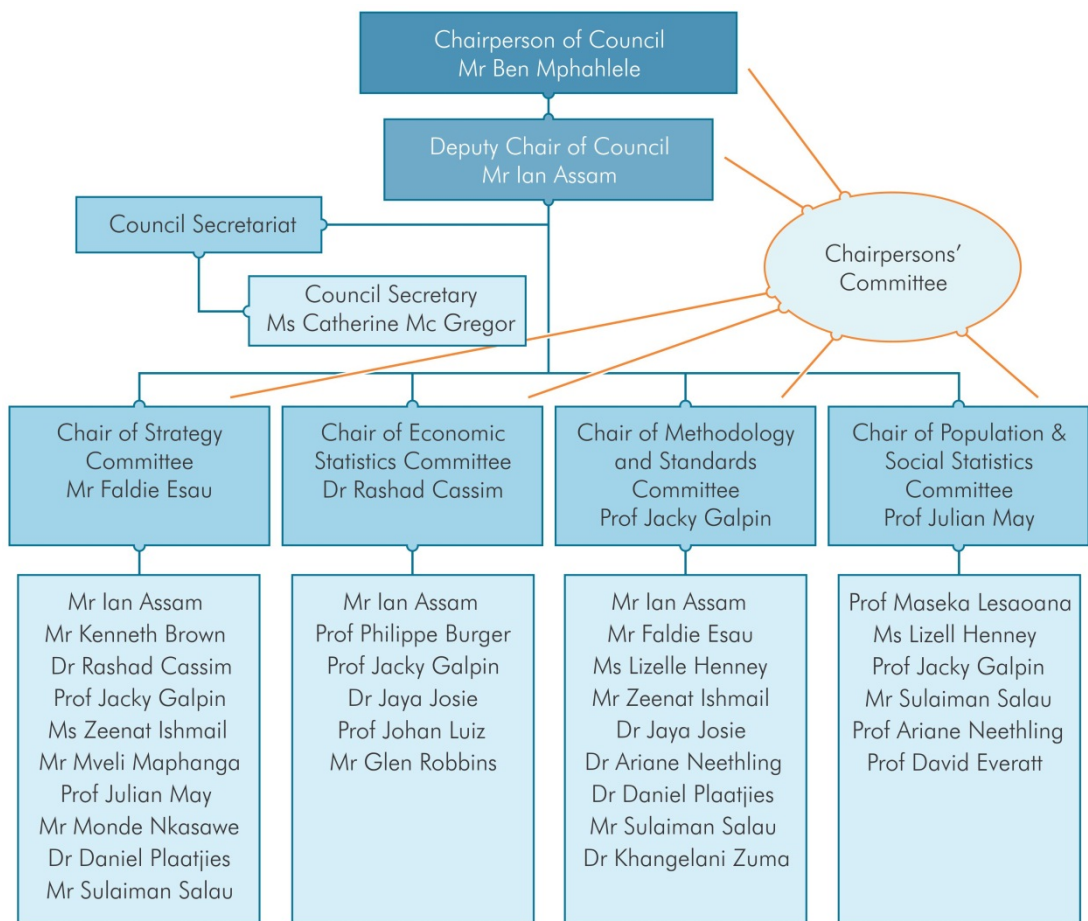 Chairperson of Council
Mr Ben Mphahlele
Deputy Chair of Council
Mr Ian Assam
Council Secretariat
Council Secretary
Ms Catherine Mc Gregor
Chairpersons’
Committee
Chair of Strategy
Committee
Mr Faldie Esau
Chair of Economic
Statistics Committee
Dr Rashad Cassim
Chair of Methodology
and Standards
Committee
Prof Jacky Galpin
Chair of Population &
Social Statistics
Committee
Prof Julian May
Mr Ian Assam
Mr Kenneth Brown
Dr Rashad Cassim
Prof Jacky Galpin
Ms Zeenat Ishmail
Mr Mveli Maphanga
Prof Julian May
Mr Monde Nkasawe
Dr Daniel Plaatjies
Mr Sulaiman Salau
Mr Ian Assam
Prof Philippe Burger
Prof Jacky Galpin
Dr Jaya Josie
Prof Johan Luiz
Mr Glen Robbins
Mr Ian Assam
Mr Faldie Esau
Ms Lizelle Henney
Mr Zeenat Ishmail
Dr Jaya Josie
Dr Ariane Neethling
Dr Daniel Plaatjies
Mr Sulaiman Salau
Dr Khangelani Zuma
Prof Maseka Lesaoana
Ms Lizell Henney
Prof Jacky Galpin
Mr Sulaiman Salau
Prof Ariane Neethling
Prof David Everatt